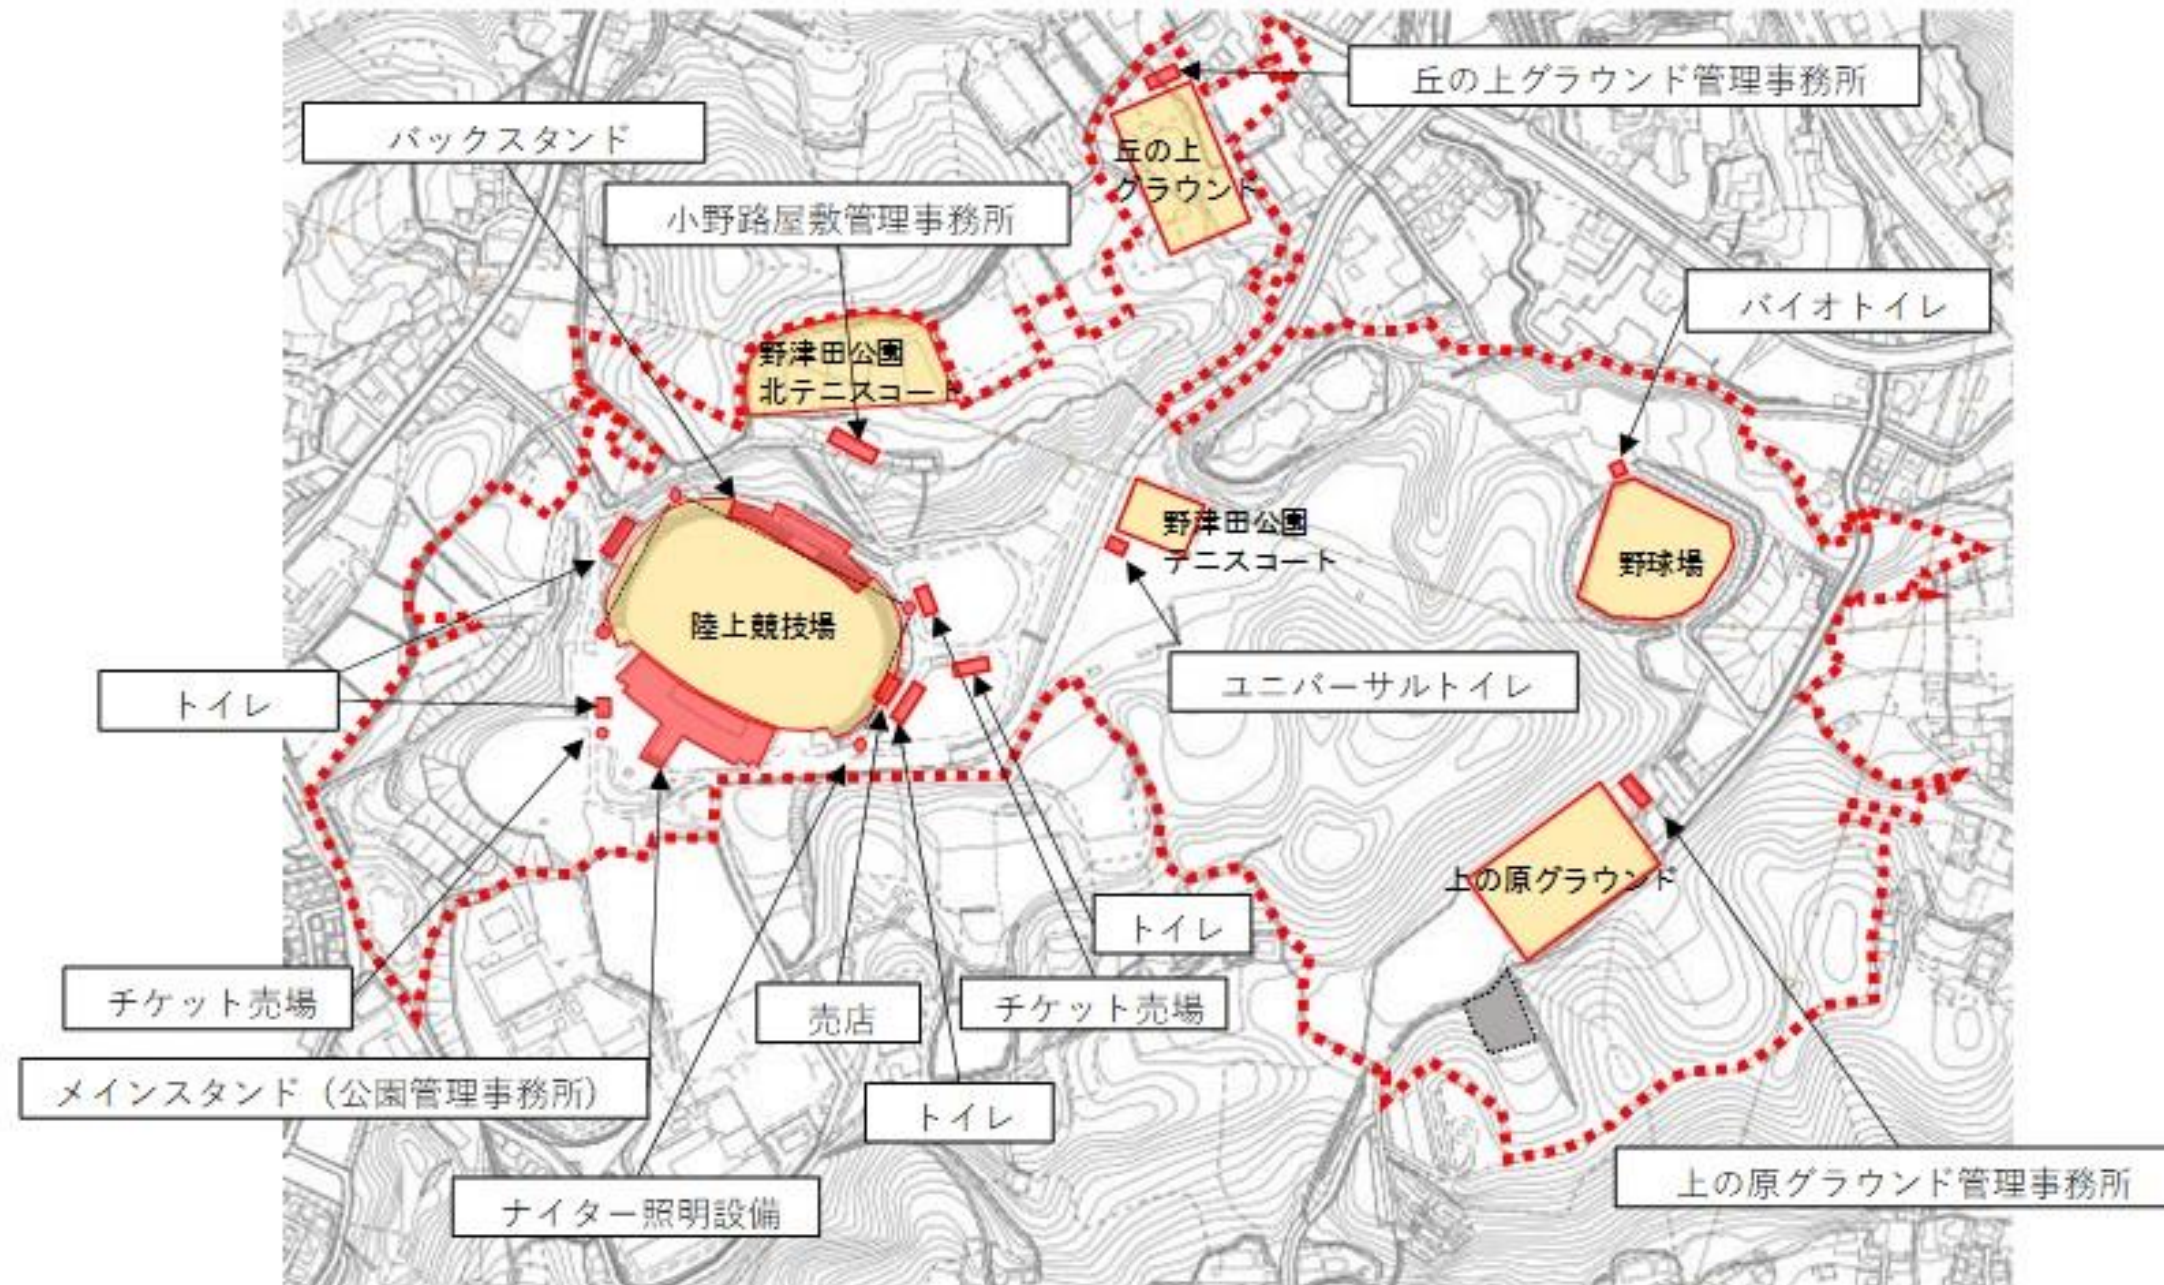 丘の上グラウンド管理事務所
バックスタンド
丘の上
グラウンド
小野路屋敷管理事務所
バイオトイレ
野津田公園
北テニスコート
野津田公園
テニスコート
野球場
陸上競技場
ユニバーサルトイレ
トイレ
上の原グラウンド
トイレ
チケット売場
チケット売場
売店
メインスタンド（公園管理事務所）
トイレ
上の原グラウンド管理事務所
ナイター照明設備